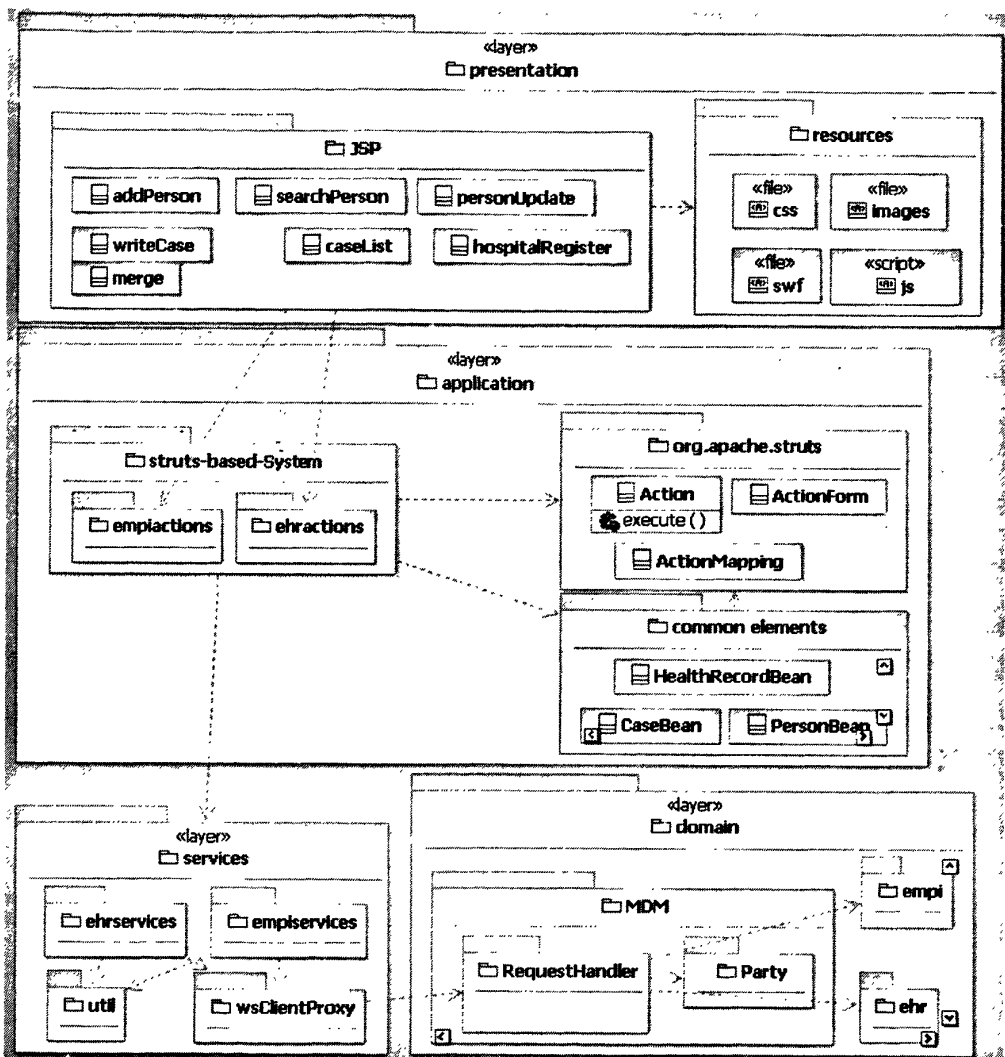 «layer»
presentation
JSP
resources
addPerson
searchPerson
personUpdate
writeCase
caseList
hospitalRegister
merge
«file»
css
«file»
images
«file»
swf
«script»
js
«layer»
application
struts-based-System
empiactions
ehractions
org.apache.struts
Action
execute()
ActionForm
ActionMapping
common elements
HealthRecordBean
CaseBean
PersonBean
«layer»
services
ehrservices
empiservices
util
wsClientProxy
«layer»
domain
MDM
RequestHandler
Party
empi
ehr